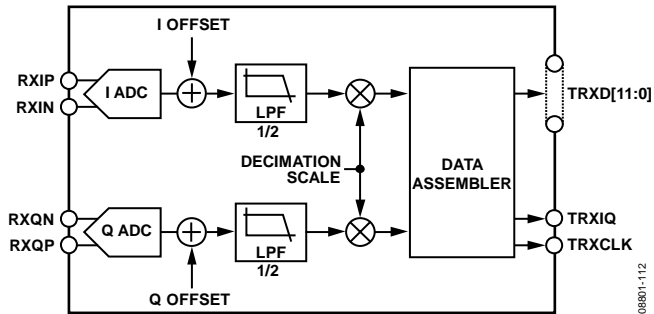 I OFFSET
RXIP
RXIN
I ADC
LPF
1/2
TRXD[11:0]
DECIMATION
SCALE
DATA
ASSEMBLER
RXQN
RXQP
Q ADC
LPF
1/2
TRXIQ
TRXCLK
Q OFFSET
08801-112